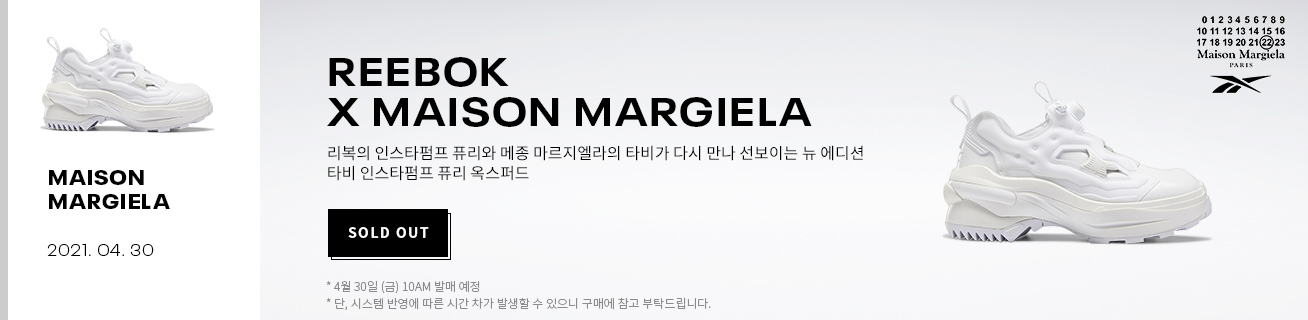 MAISON
MARGIELA
2021. 04. 30
REEBOK
X MAISON MARGIELA
리복의 인스타펌프 퓨리와 메종 마르지엘라의 타비가 다시 만나 선보이는 뉴 에디션
타비 인스타펌프 퓨리 옥스퍼드
SOLD OUT
* 4월 30일 (금) 10AM 발매 예정
* 단, 시스템 반영에 따른 시간 차가 발생할 수 있으니 구매에 참고 부탁드립니다.
0 1 2 3 4 5 6 7 8 9
10 11 12 13 14 15 16
17 18 19 20 21 22 23
Maison Margiela
PARIS